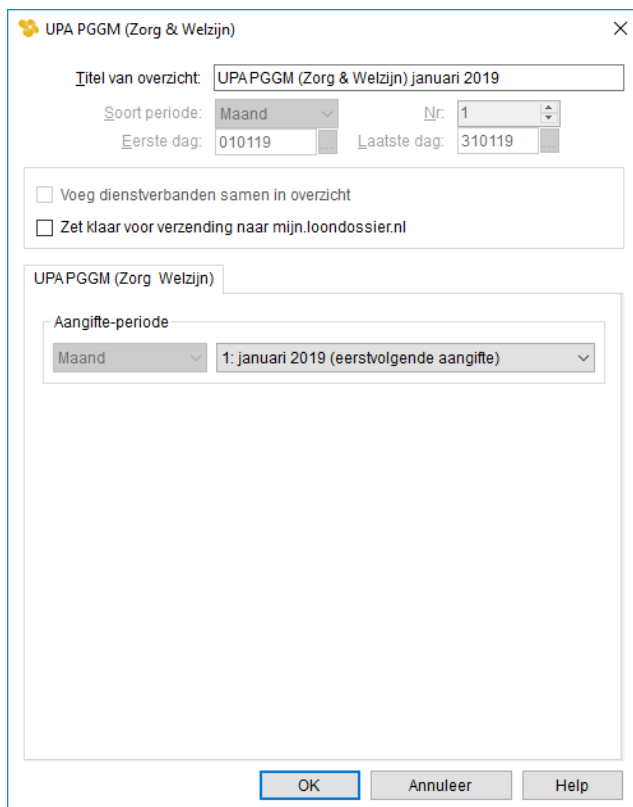 UPA PGGM (Zorg & Welzijn)
Titel van overzicht: UPA PGGM (Zorg & Welzijn) januari 2019
Soort periode: Maand Nr: 1
Eerste dag: 010119 ... Laatste dag: 310119 ...
Voeg dienstverbanden samen in overzicht
Zet klaar voor verzending naar mijn.loondossier.nl
UPA PGGM (Zorg Welzijn)
Aangifte-periode
Maand 1: januari 2019 (eerstvolgende aangifte)
OK Annuleer Help